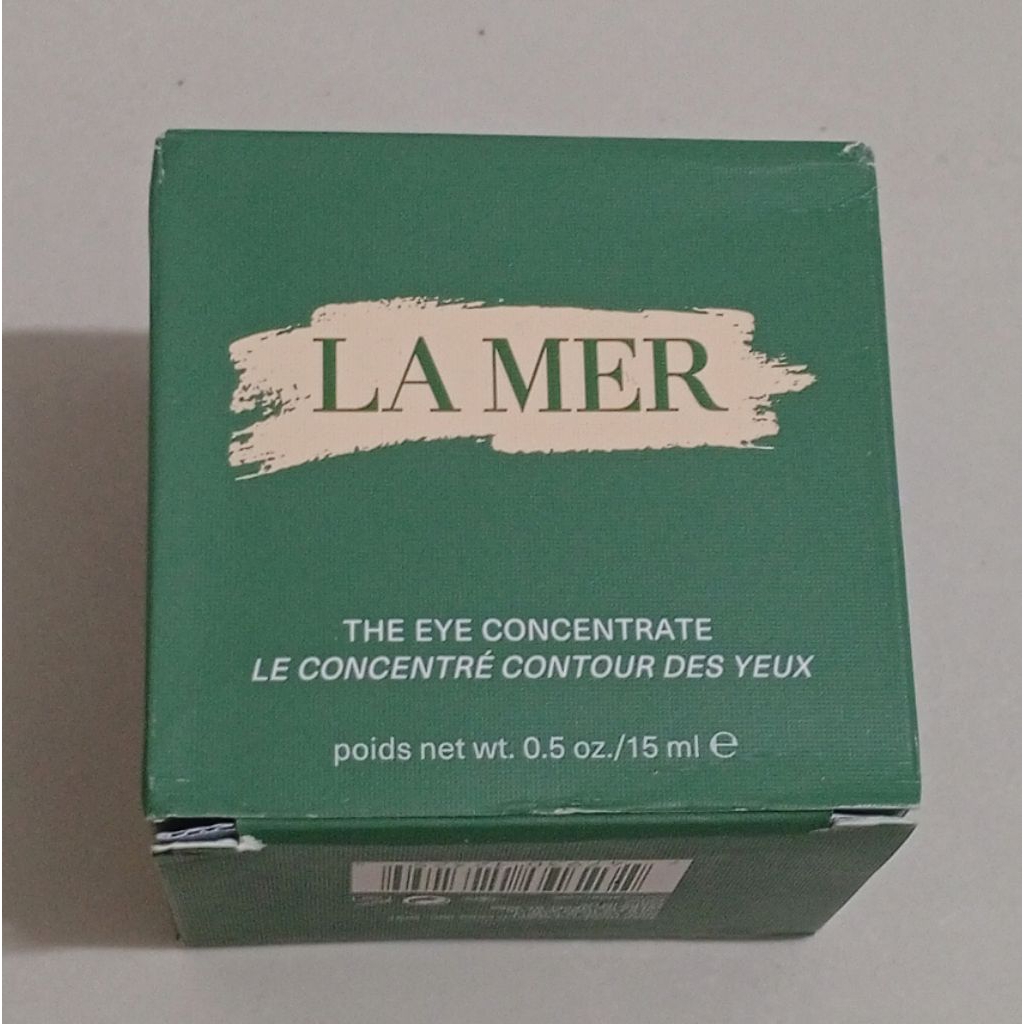 LA MER
THE EYE CONCENTRATE
LE CONCENTRÉ CONTOUR DES YEUX
poids net wt. 0.5 oz./15 ml ℮